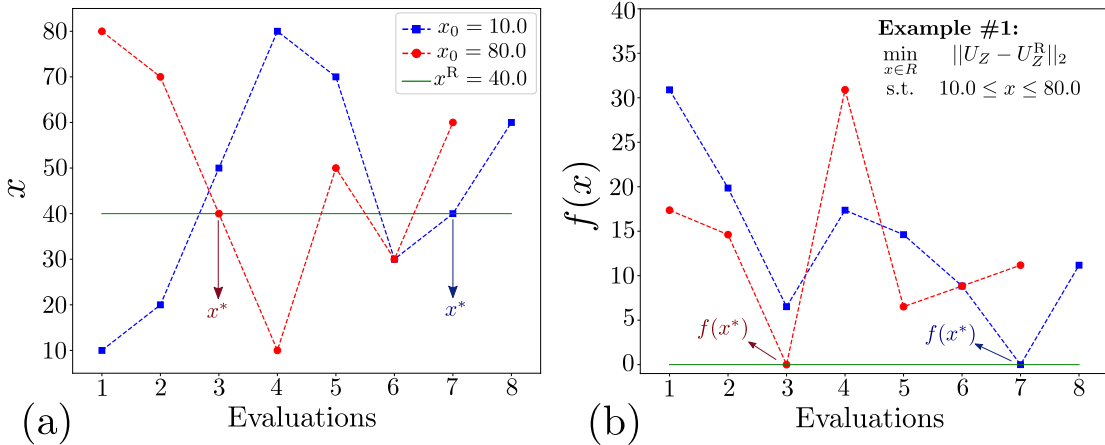 80
70
60
50
40
30
20
10
x
1 2 3 4 5 6 7 8
Evaluations
(a)
x₀ = 10.0
x₀ = 80.0
xᴿ = 40.0
x*
x*
40
35
30
25
20
15
10
5
0
f(x)
1 2 3 4 5 6 7 8
Evaluations
(b)
Example #1:
min x∈R ||U_Z − U_Z^R||₂
s.t. 10.0 ≤ x ≤ 80.0
f(x*)
f(x*)